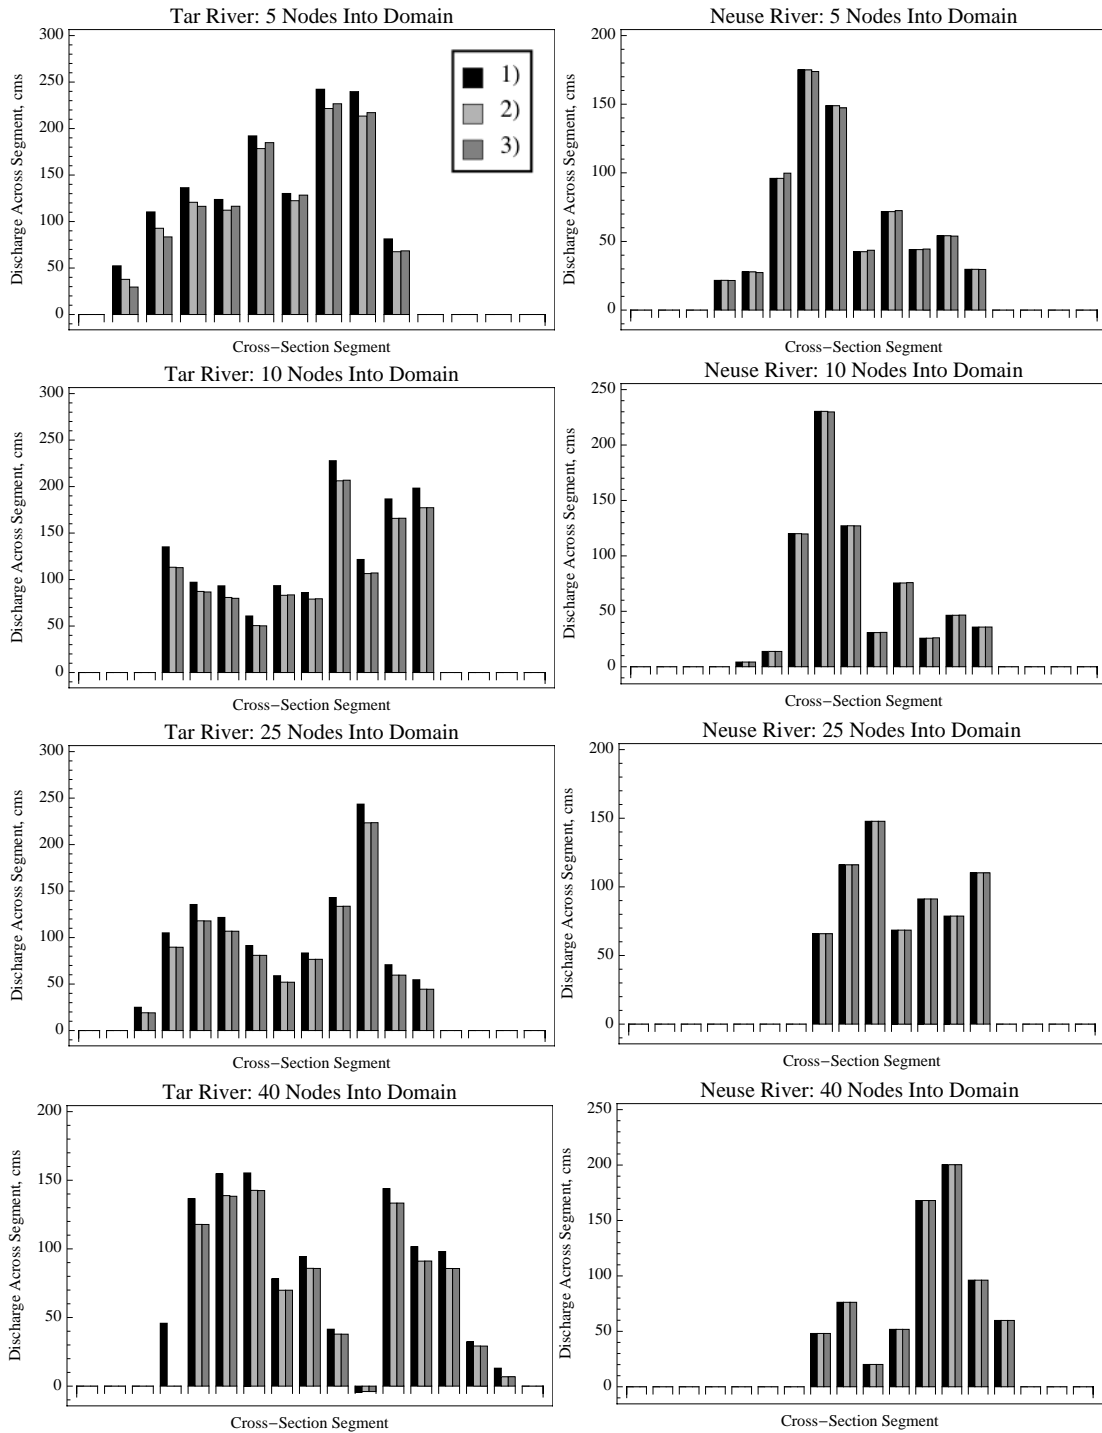 Tar River: 5 Nodes Into Domain
300
250
200
150
100
50
0
Discharge Across Segment, cms
1)
2)
3)
Cross−Section Segment
Neuse River: 5 Nodes Into Domain
200
150
100
50
0
Discharge Across Segment, cms
Cross−Section Segment
Tar River: 10 Nodes Into Domain
300
250
200
150
100
50
0
Discharge Across Segment, cms
Cross−Section Segment
Neuse River: 10 Nodes Into Domain
250
200
150
100
50
0
Discharge Across Segment, cms
Cross−Section Segment
Tar River: 25 Nodes Into Domain
300
250
200
150
100
50
0
Discharge Across Segment, cms
Cross−Section Segment
Neuse River: 25 Nodes Into Domain
200
150
100
50
0
Discharge Across Segment, cms
Cross−Section Segment
Tar River: 40 Nodes Into Domain
200
150
100
50
0
Discharge Across Segment, cms
Cross−Section Segment
Neuse River: 40 Nodes Into Domain
250
200
150
100
50
0
Discharge Across Segment, cms
Cross−Section Segment